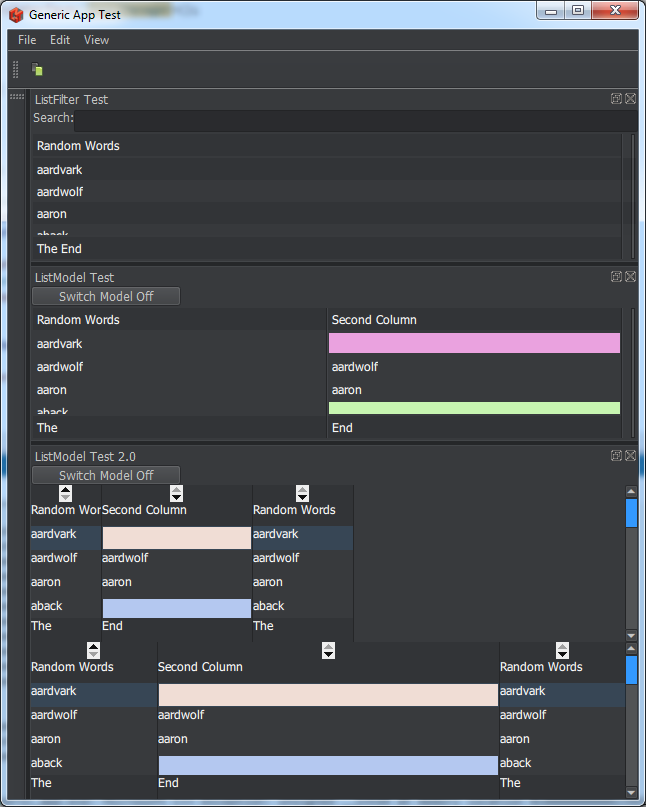 Generic App Test
File Edit View
ListFilter Test
Search:
Random Words
aardvark
aardwolf
aaron
aback
The End
ListModel Test
Switch Model Off
Random Words Second Column
aardvark
aardwolf aardwolf
aaron aaron
aback
The End
ListModel Test 2.0
Switch Model Off
Random Wor Second Column Random Words
aardvark aardvark
aardwolf aardwolf aardwolf
aaron aaron aaron
aback aback
The End The
Random Words Second Column Random Words
aardvark aardvark
aardwolf aardwolf aardwolf
aaron aaron aaron
aback aback
The End The